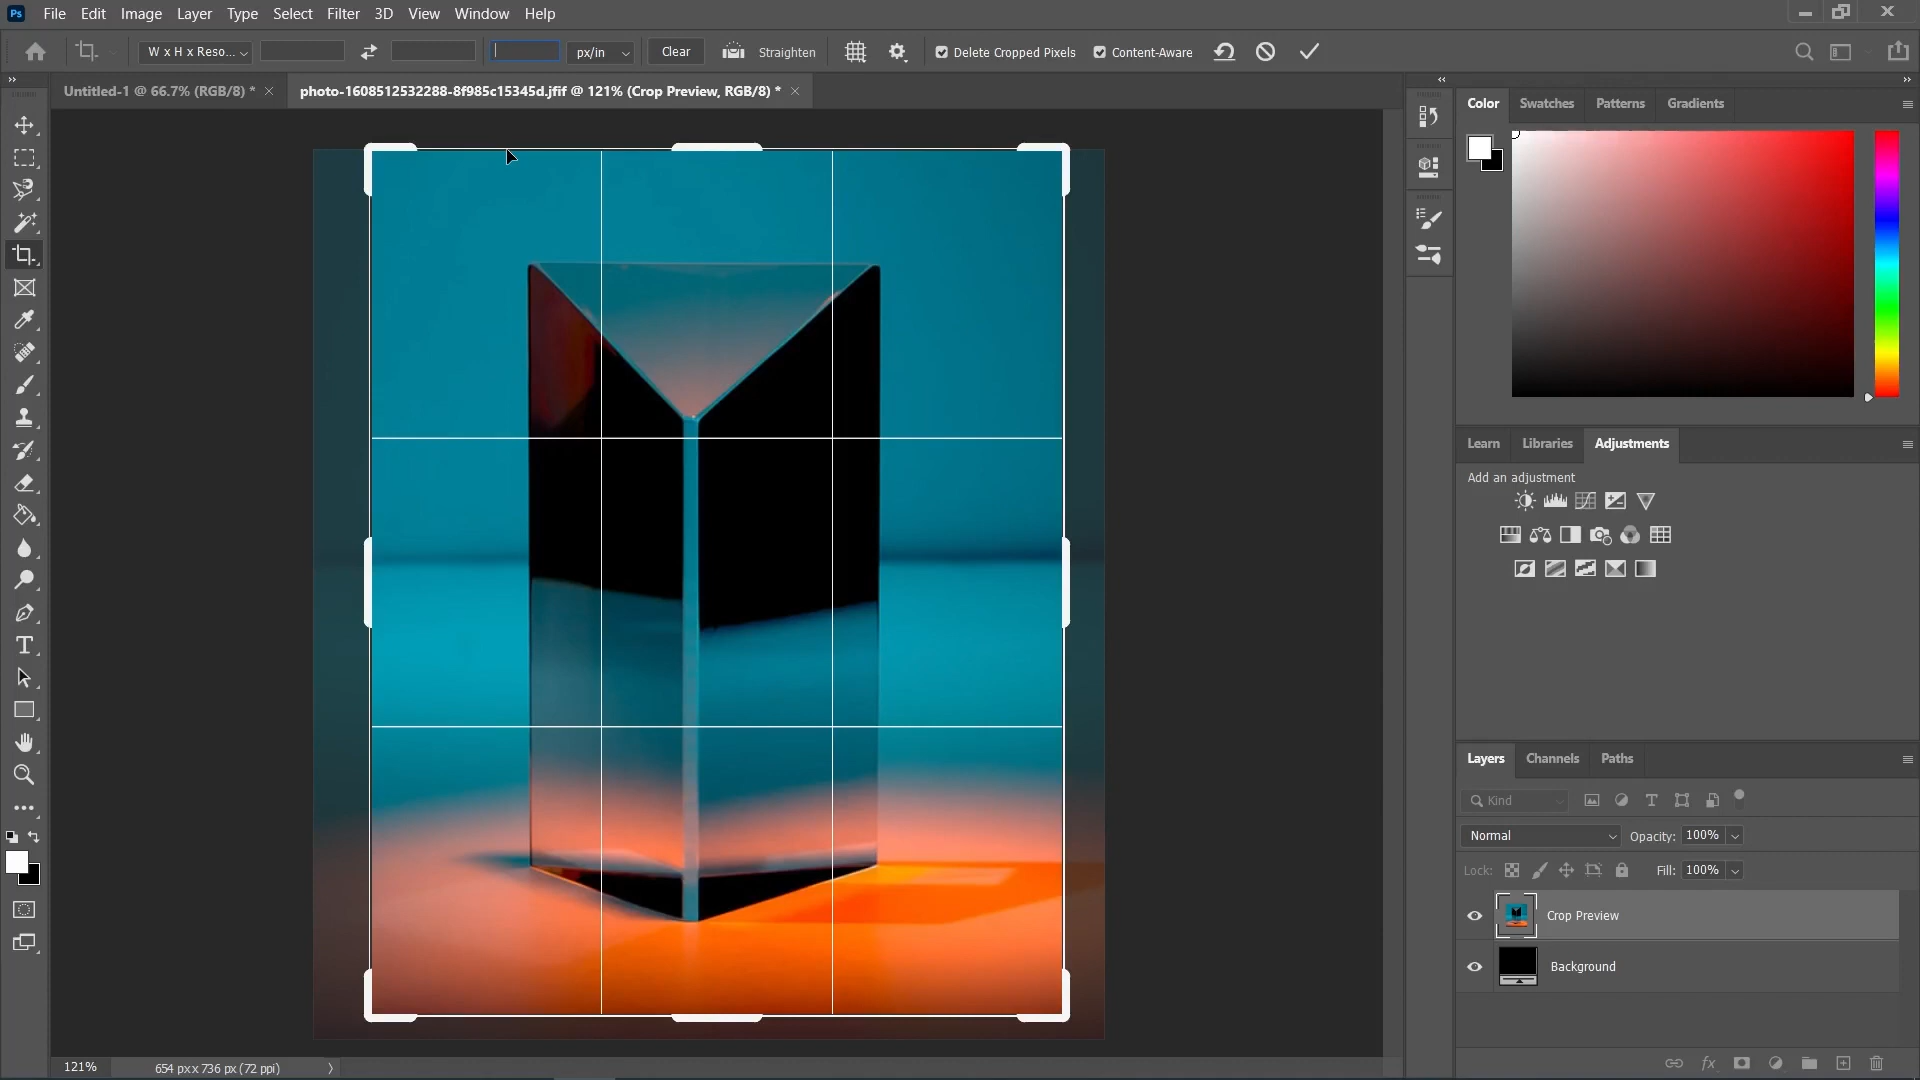 Ps File Edit Image Layer Type Select Filter 3D View Window Help
W x H x Reso... px/in Clear Straighten Delete Cropped Pixels Content-Aware
Untitled-1 @ 66.7% (RGB/8) * photo-1608512532288-8f985c15345d.jfif @ 121% (Crop Preview, RGB/8) *
Color Swatches Patterns Gradients
Learn Libraries Adjustments
Add an adjustment
Layers Channels Paths
Kind
Normal Opacity: 100%
Lock: Fill: 100%
Crop Preview
Background
121% 654 px x 736 px (72 ppi)